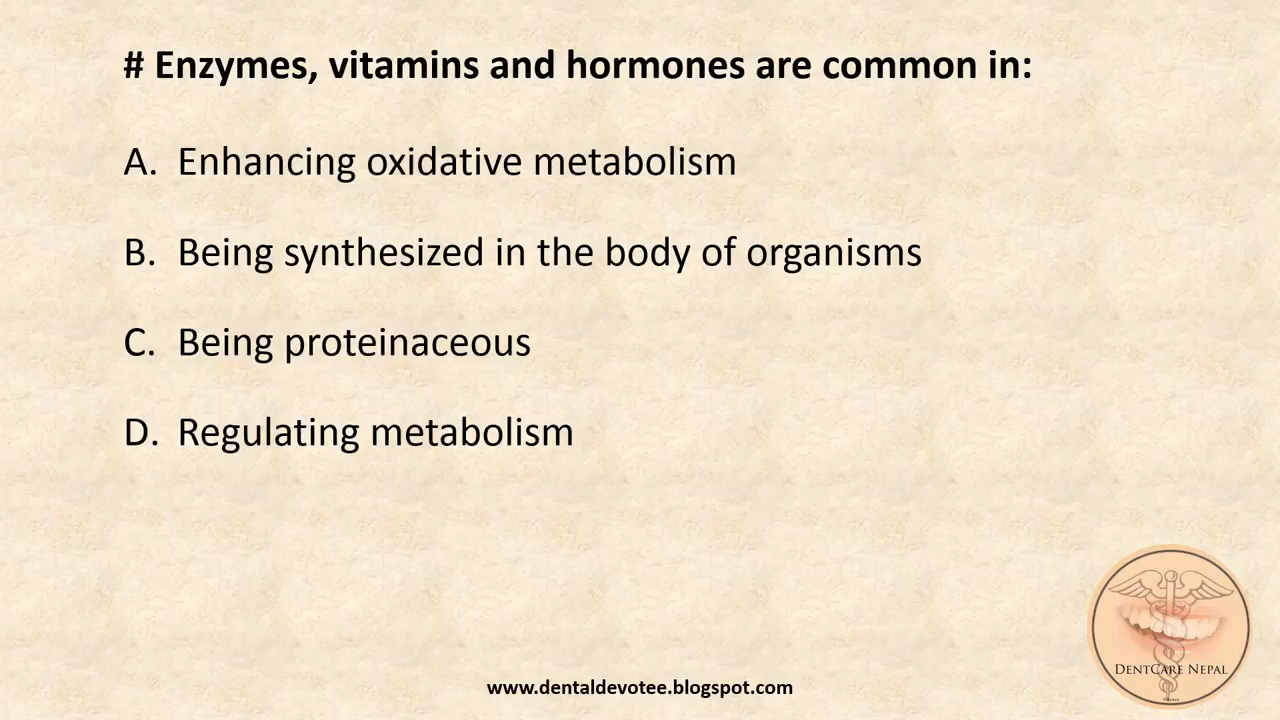 # Enzymes, vitamins and hormones are common in:
A. Enhancing oxidative metabolism
B. Being synthesized in the body of organisms
C. Being proteinaceous
D. Regulating metabolism
DENTCARE NEPAL
www.dentaldevotee.blogspot.com